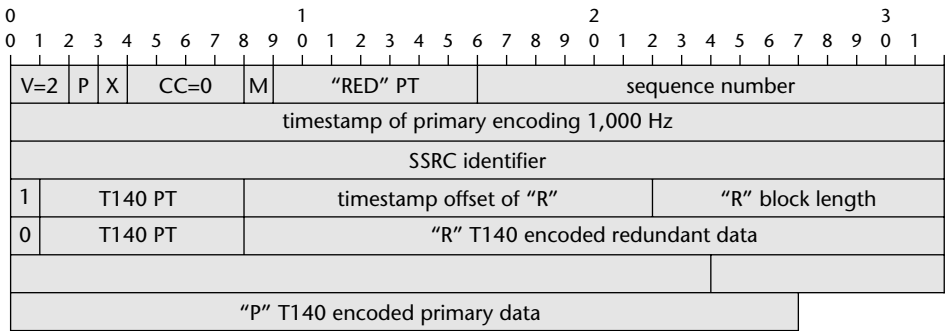 0 1 2 3
0 1 2 3 4 5 6 7 8 9 0 1 2 3 4 5 6 7 8 9 0 1 2 3 4 5 6 7 8 9 0 1
V=2 P X CC=0 M “RED” PT sequence number
timestamp of primary encoding 1,000 Hz
SSRC identifier
1 T140 PT timestamp offset of “R” “R” block length
0 T140 PT “R” T140 encoded redundant data
“P” T140 encoded primary data